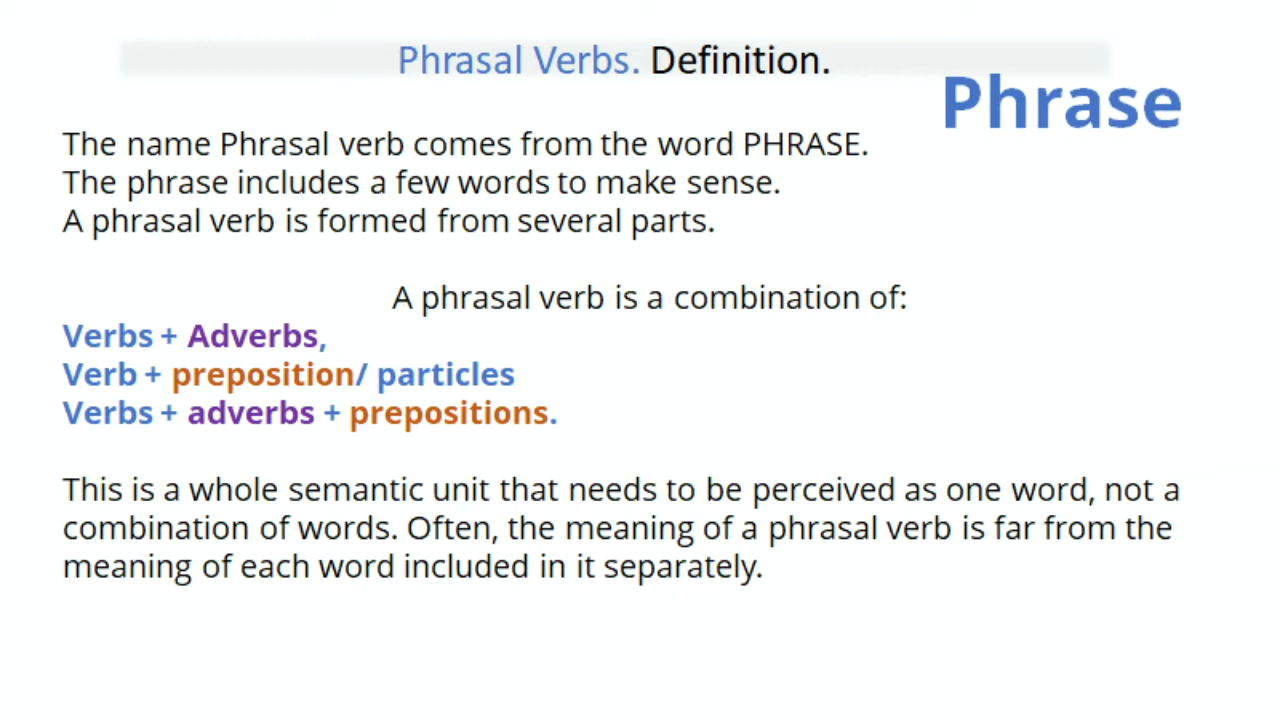 Phrasal Verbs. Definition.
Phrase
The name Phrasal verb comes from the word PHRASE.
The phrase includes a few words to make sense.
A phrasal verb is formed from several parts.
A phrasal verb is a combination of:
Verbs + Adverbs,
Verb + preposition/ particles
Verbs + adverbs + prepositions.
This is a whole semantic unit that needs to be perceived as one word, not a
combination of words. Often, the meaning of a phrasal verb is far from the
meaning of each word included in it separately.